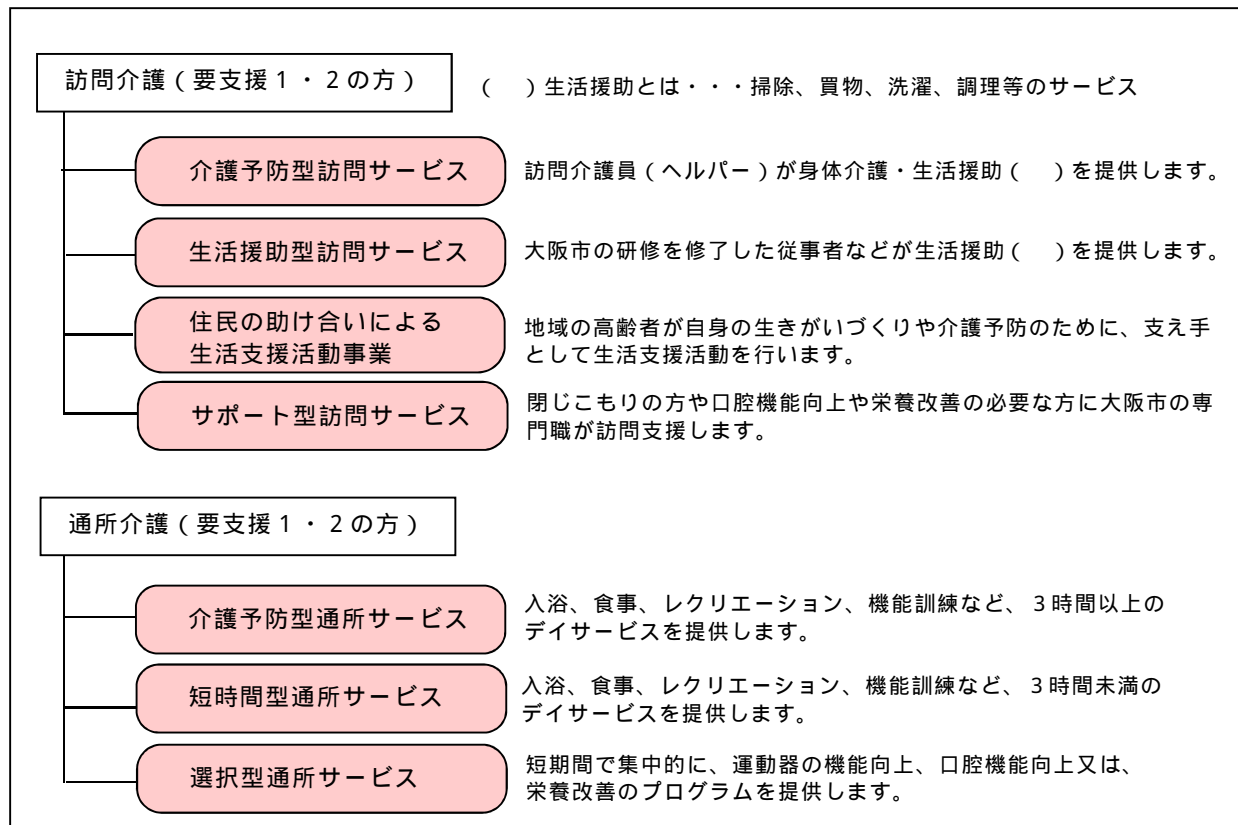 訪問介護（要支援１・２の方）
（　）生活援助とは・・・掃除、買物、洗濯、調理等のサービス
介護予防型訪問サービス
訪問介護員（ヘルパー）が身体介護・生活援助（　）を提供します。
生活援助型訪問サービス
大阪市の研修を修了した従事者などが生活援助（　）を提供します。
住民の助け合いによる
生活支援活動事業
地域の高齢者が自身の生きがいづくりや介護予防のために、支え手
として生活支援活動を行います。
サポート型訪問サービス
閉じこもりの方や口腔機能向上や栄養改善の必要な方に大阪市の専
門職が訪問支援します。
通所介護（要支援１・２の方）
介護予防型通所サービス
入浴、食事、レクリエーション、機能訓練など、３時間以上の
デイサービスを提供します。
短時間型通所サービス
入浴、食事、レクリエーション、機能訓練など、３時間未満の
デイサービスを提供します。
選択型通所サービス
短期間で集中的に、運動器の機能向上、口腔機能向上又は、
栄養改善のプログラムを提供します。